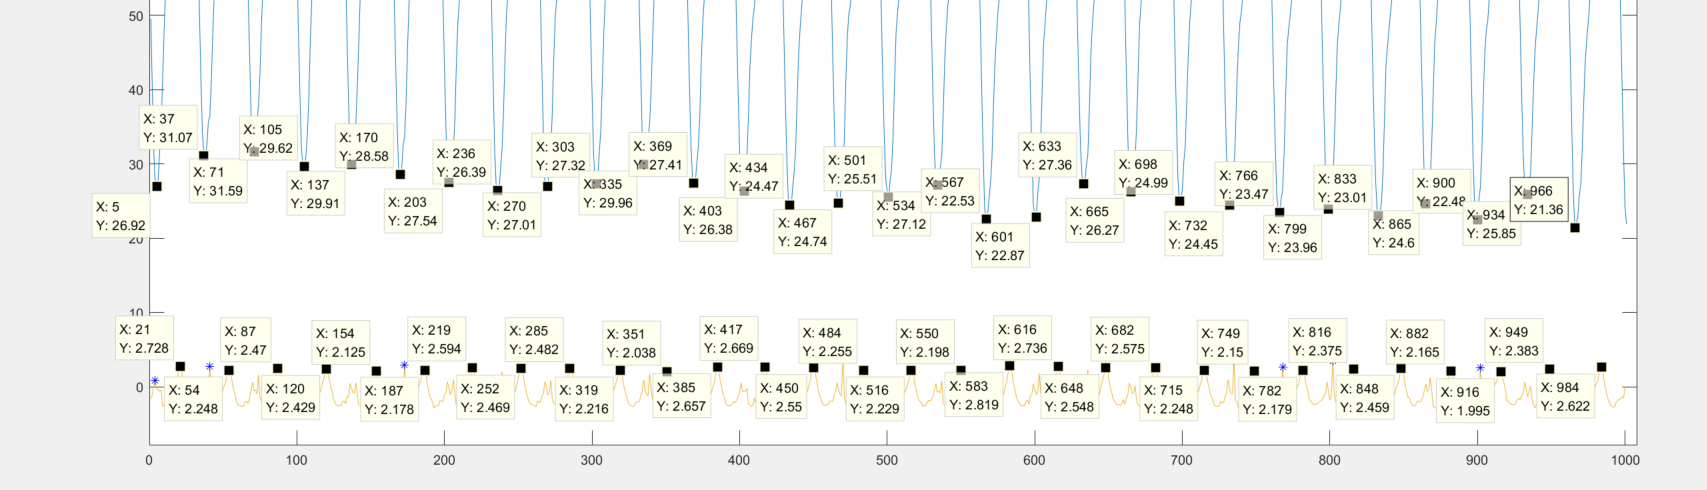 50
40
30
20
10
0
X: 37
Y: 31.07
X: 105
Y: 29.62
X: 170
Y: 28.58
X: 236
Y: 26.39
X: 303
Y: 27.32
X: 369
Y: 27.41
X: 434
Y: 24.47
X: 501
Y: 25.51
X: 567
Y: 22.53
X: 633
Y: 27.36
X: 698
Y: 24.99
X: 766
Y: 23.47
X: 833
Y: 23.01
X: 900
Y: 22.48
X: 966
Y: 21.36
X: 5
Y: 26.92
X: 71
Y: 31.59
X: 137
Y: 29.91
X: 203
Y: 27.54
X: 270
Y: 27.01
X: 335
Y: 29.96
X: 403
Y: 26.38
X: 467
Y: 24.74
X: 534
Y: 27.12
X: 601
Y: 22.87
X: 665
Y: 26.27
X: 732
Y: 24.45
X: 799
Y: 23.96
X: 865
Y: 24.6
X: 934
Y: 25.85
X: 21
Y: 2.728
X: 87
Y: 2.47
X: 154
Y: 2.125
X: 219
Y: 2.594
X: 285
Y: 2.482
X: 351
Y: 2.038
X: 417
Y: 2.669
X: 484
Y: 2.255
X: 550
Y: 2.198
X: 616
Y: 2.736
X: 682
Y: 2.575
X: 749
Y: 2.15
X: 816
Y: 2.375
X: 882
Y: 2.165
X: 949
Y: 2.383
X: 54
Y: 2.248
X: 120
Y: 2.429
X: 187
Y: 2.178
X: 252
Y: 2.469
X: 319
Y: 2.216
X: 385
Y: 2.657
X: 450
Y: 2.55
X: 516
Y: 2.229
X: 583
Y: 2.819
X: 648
Y: 2.548
X: 715
Y: 2.248
X: 782
Y: 2.179
X: 848
Y: 2.459
X: 916
Y: 1.995
X: 984
Y: 2.622
0 100 200 300 400 500 600 700 800 900 1000